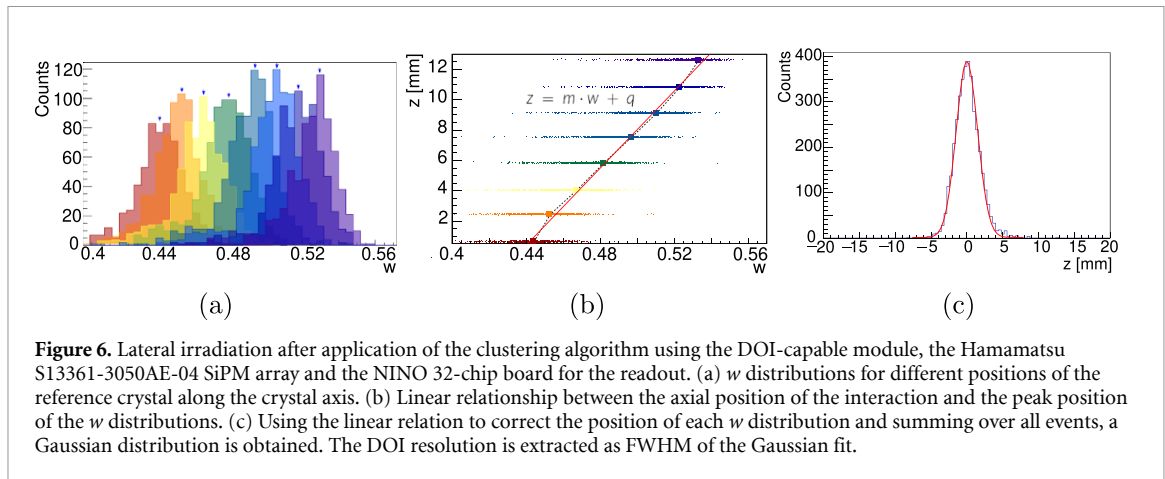 Counts
120
100
80
60
40
20
0
0.4
0.44
0.48
0.52
0.56
w
(a)
z [mm]
12
10
8
6
4
2
z = m · w + q
0.4
0.44
0.48
0.52
0.56
w
(b)
Counts
400
300
200
100
0
−20 −15 −10 −5 0 5 10 15 20
z [mm]
(c)
Figure 6. Lateral irradiation after application of the clustering algorithm using the DOI-capable module, the Hamamatsu
S13361-3050AE-04 SiPM array and the NINO 32-chip board for the readout. (a) w distributions for different positions of the
reference crystal along the crystal axis. (b) Linear relationship between the axial position of the interaction and the peak position
of the w distributions. (c) Using the linear relation to correct the position of each w distribution and summing over all events, a
Gaussian distribution is obtained. The DOI resolution is extracted as FWHM of the Gaussian fit.